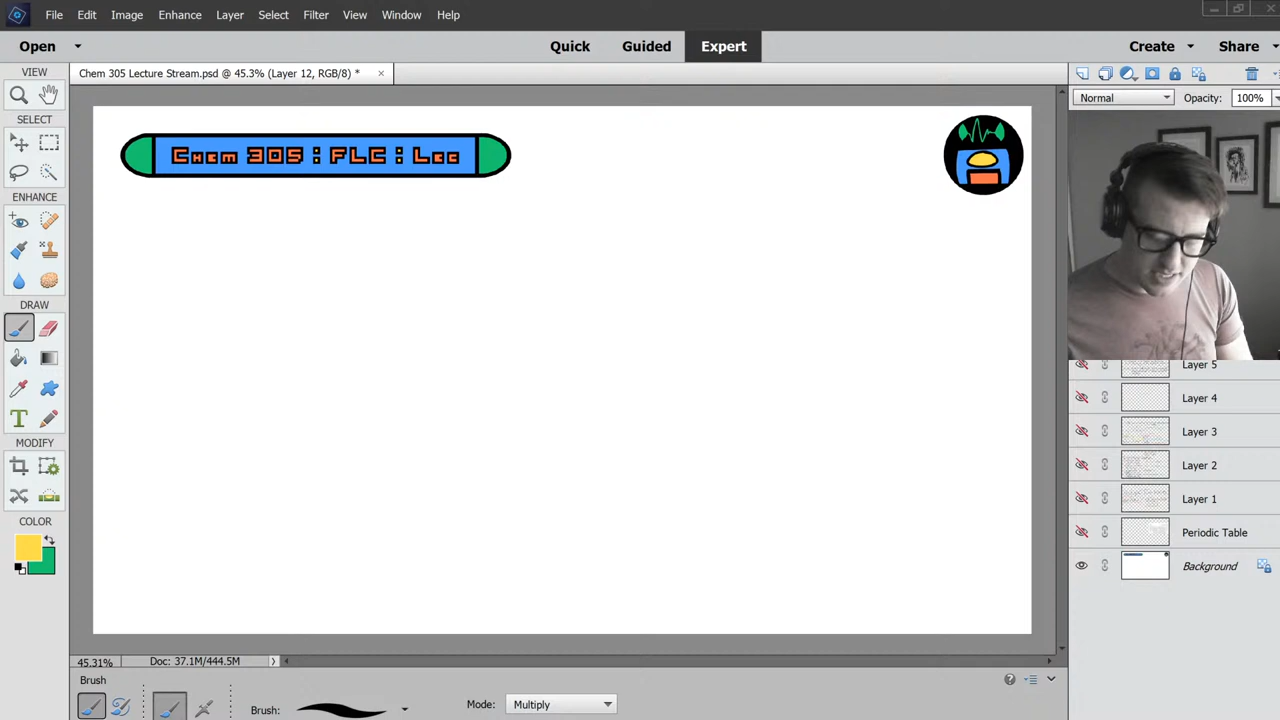 File Edit Image Enhance Layer Select Filter View Window Help
Open Quick Guided Expert Create Share
VIEW
Chem 305 Lecture Stream.psd @ 45.3% (Layer 12, RGB/8) *
Normal Opacity: 100%
SELECT
Chem 305 : FLC : Lec
ENHANCE
DRAW
Layer 5
Layer 4
Layer 3
MODIFY
Layer 2
Layer 1
COLOR
Periodic Table
Background
45.31% Doc: 37.1M/444.5M
Brush
Brush: Mode: Multiply